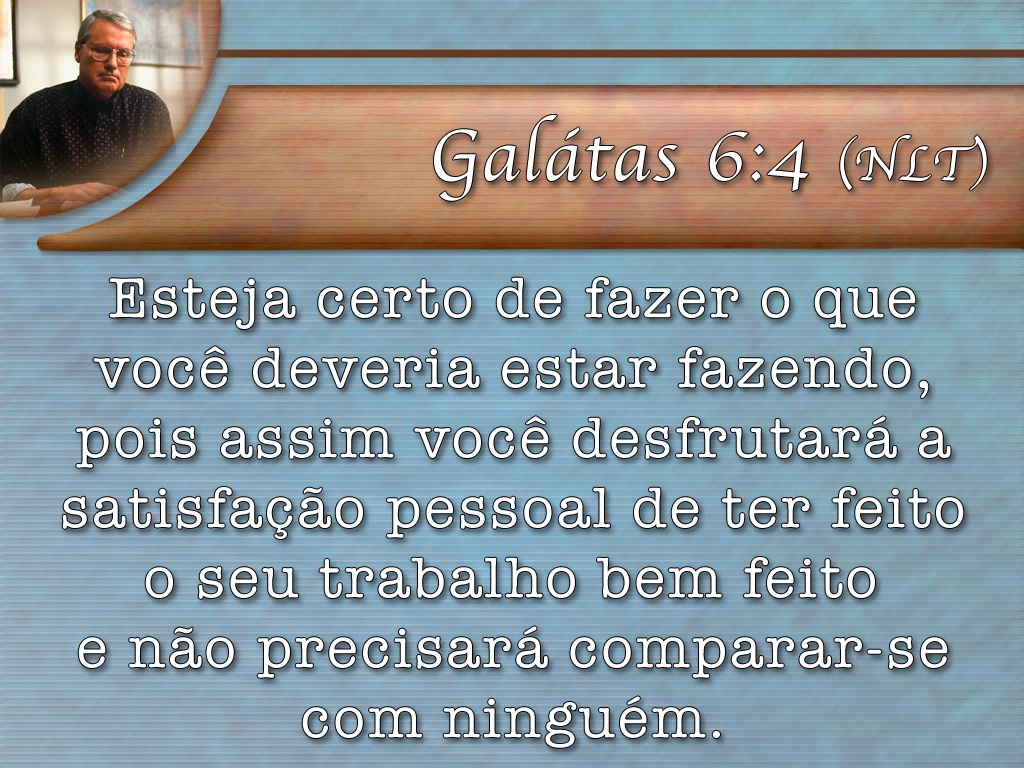 Galátas 6:4 (NLT)
Esteja certo de fazer o que
você deveria estar fazendo,
pois assim você desfrutará a
satisfação pessoal de ter feito
o seu trabalho bem feito
e não precisará comparar-se
com ninguém.